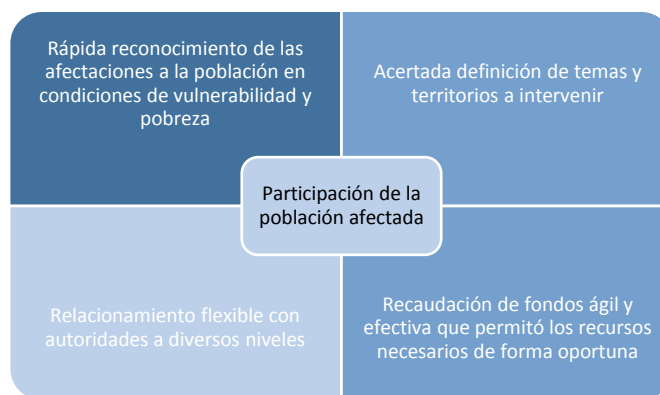 Rápida reconocimiento de las
afectaciones a la población en
condiciones de vulnerabilidad y
pobreza
Acertada definición de temas y
territorios a intervenir
Participación de la
población afectada
Relacionamiento flexible con
autoridades a diversos niveles
Recaudación de fondos ágil y
efectiva que permitó los recursos
necesarios de forma oportuna